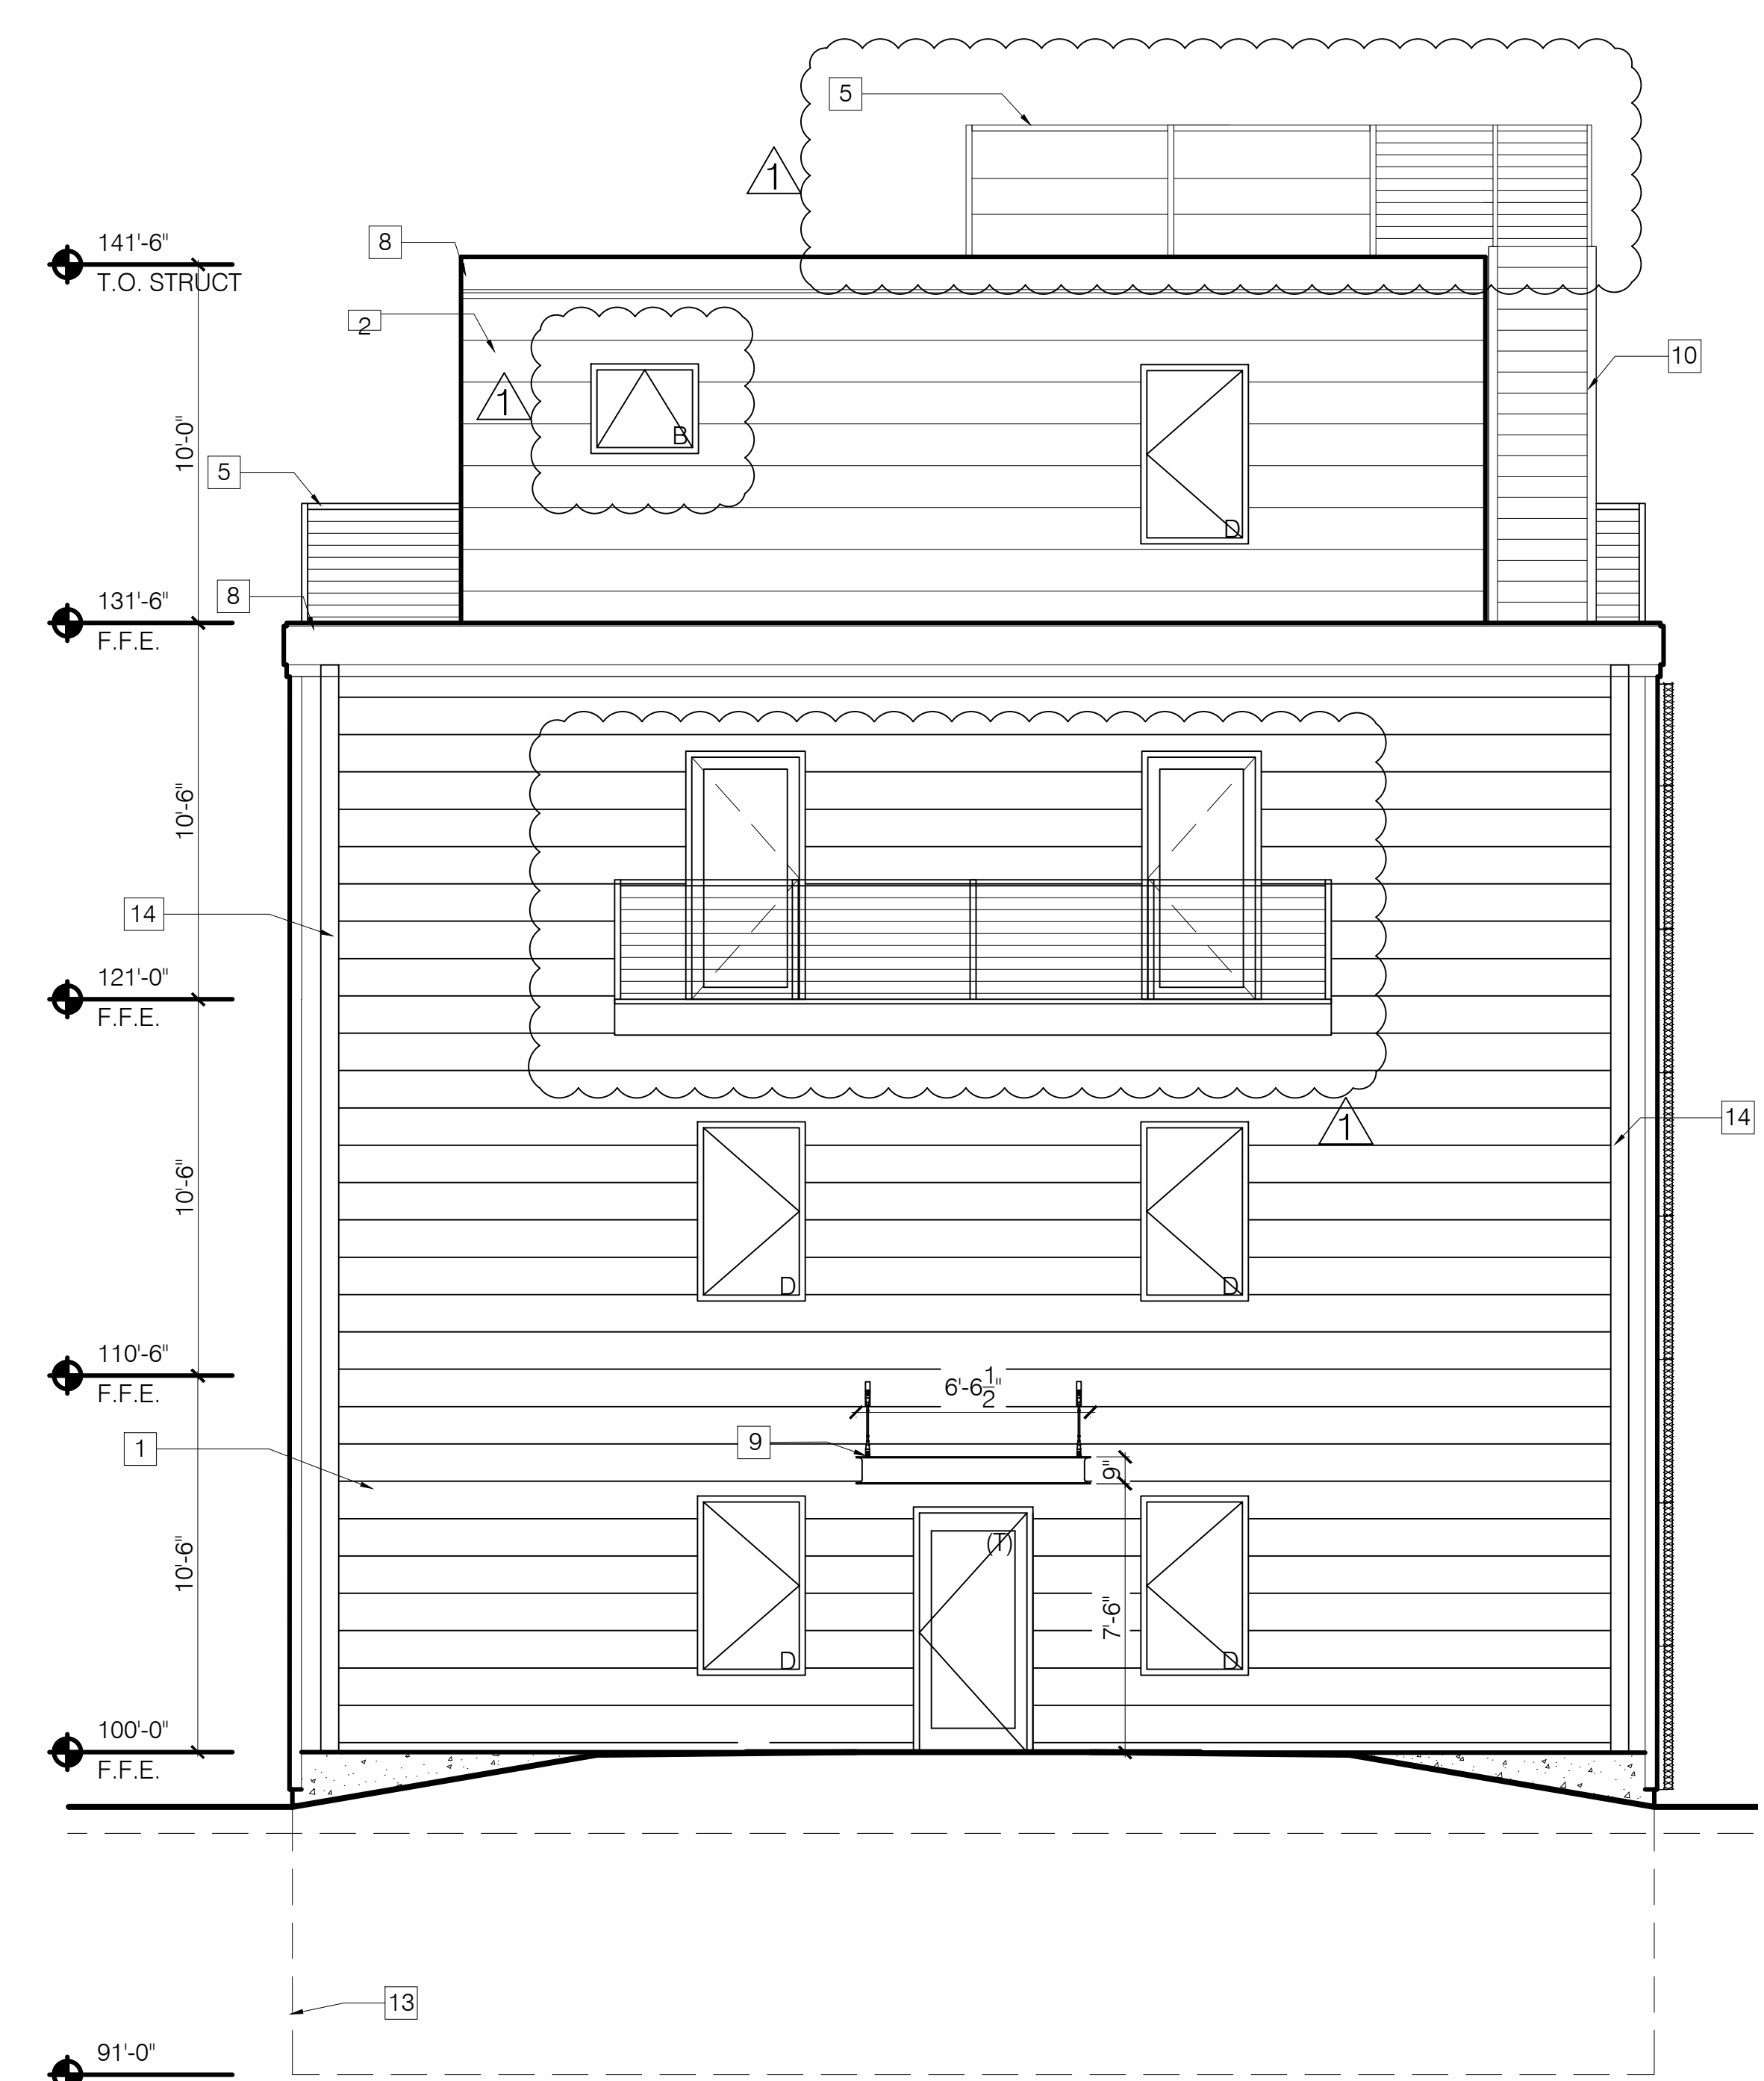 5
1
141'-6"
T.O. STRUCT
8
2
10
1
B
10'-0"
5
D
8
131'-6"
F.F.E.
10'-6"
14
121'-0"
F.F.E.
14
1
10'-6"
D
D
110'-6"
F.F.E.
6'-6 1/2"
1
9
9"
(T)
10'-6"
7'-6"
D
D
100'-0"
F.F.E.
13
91'-0"